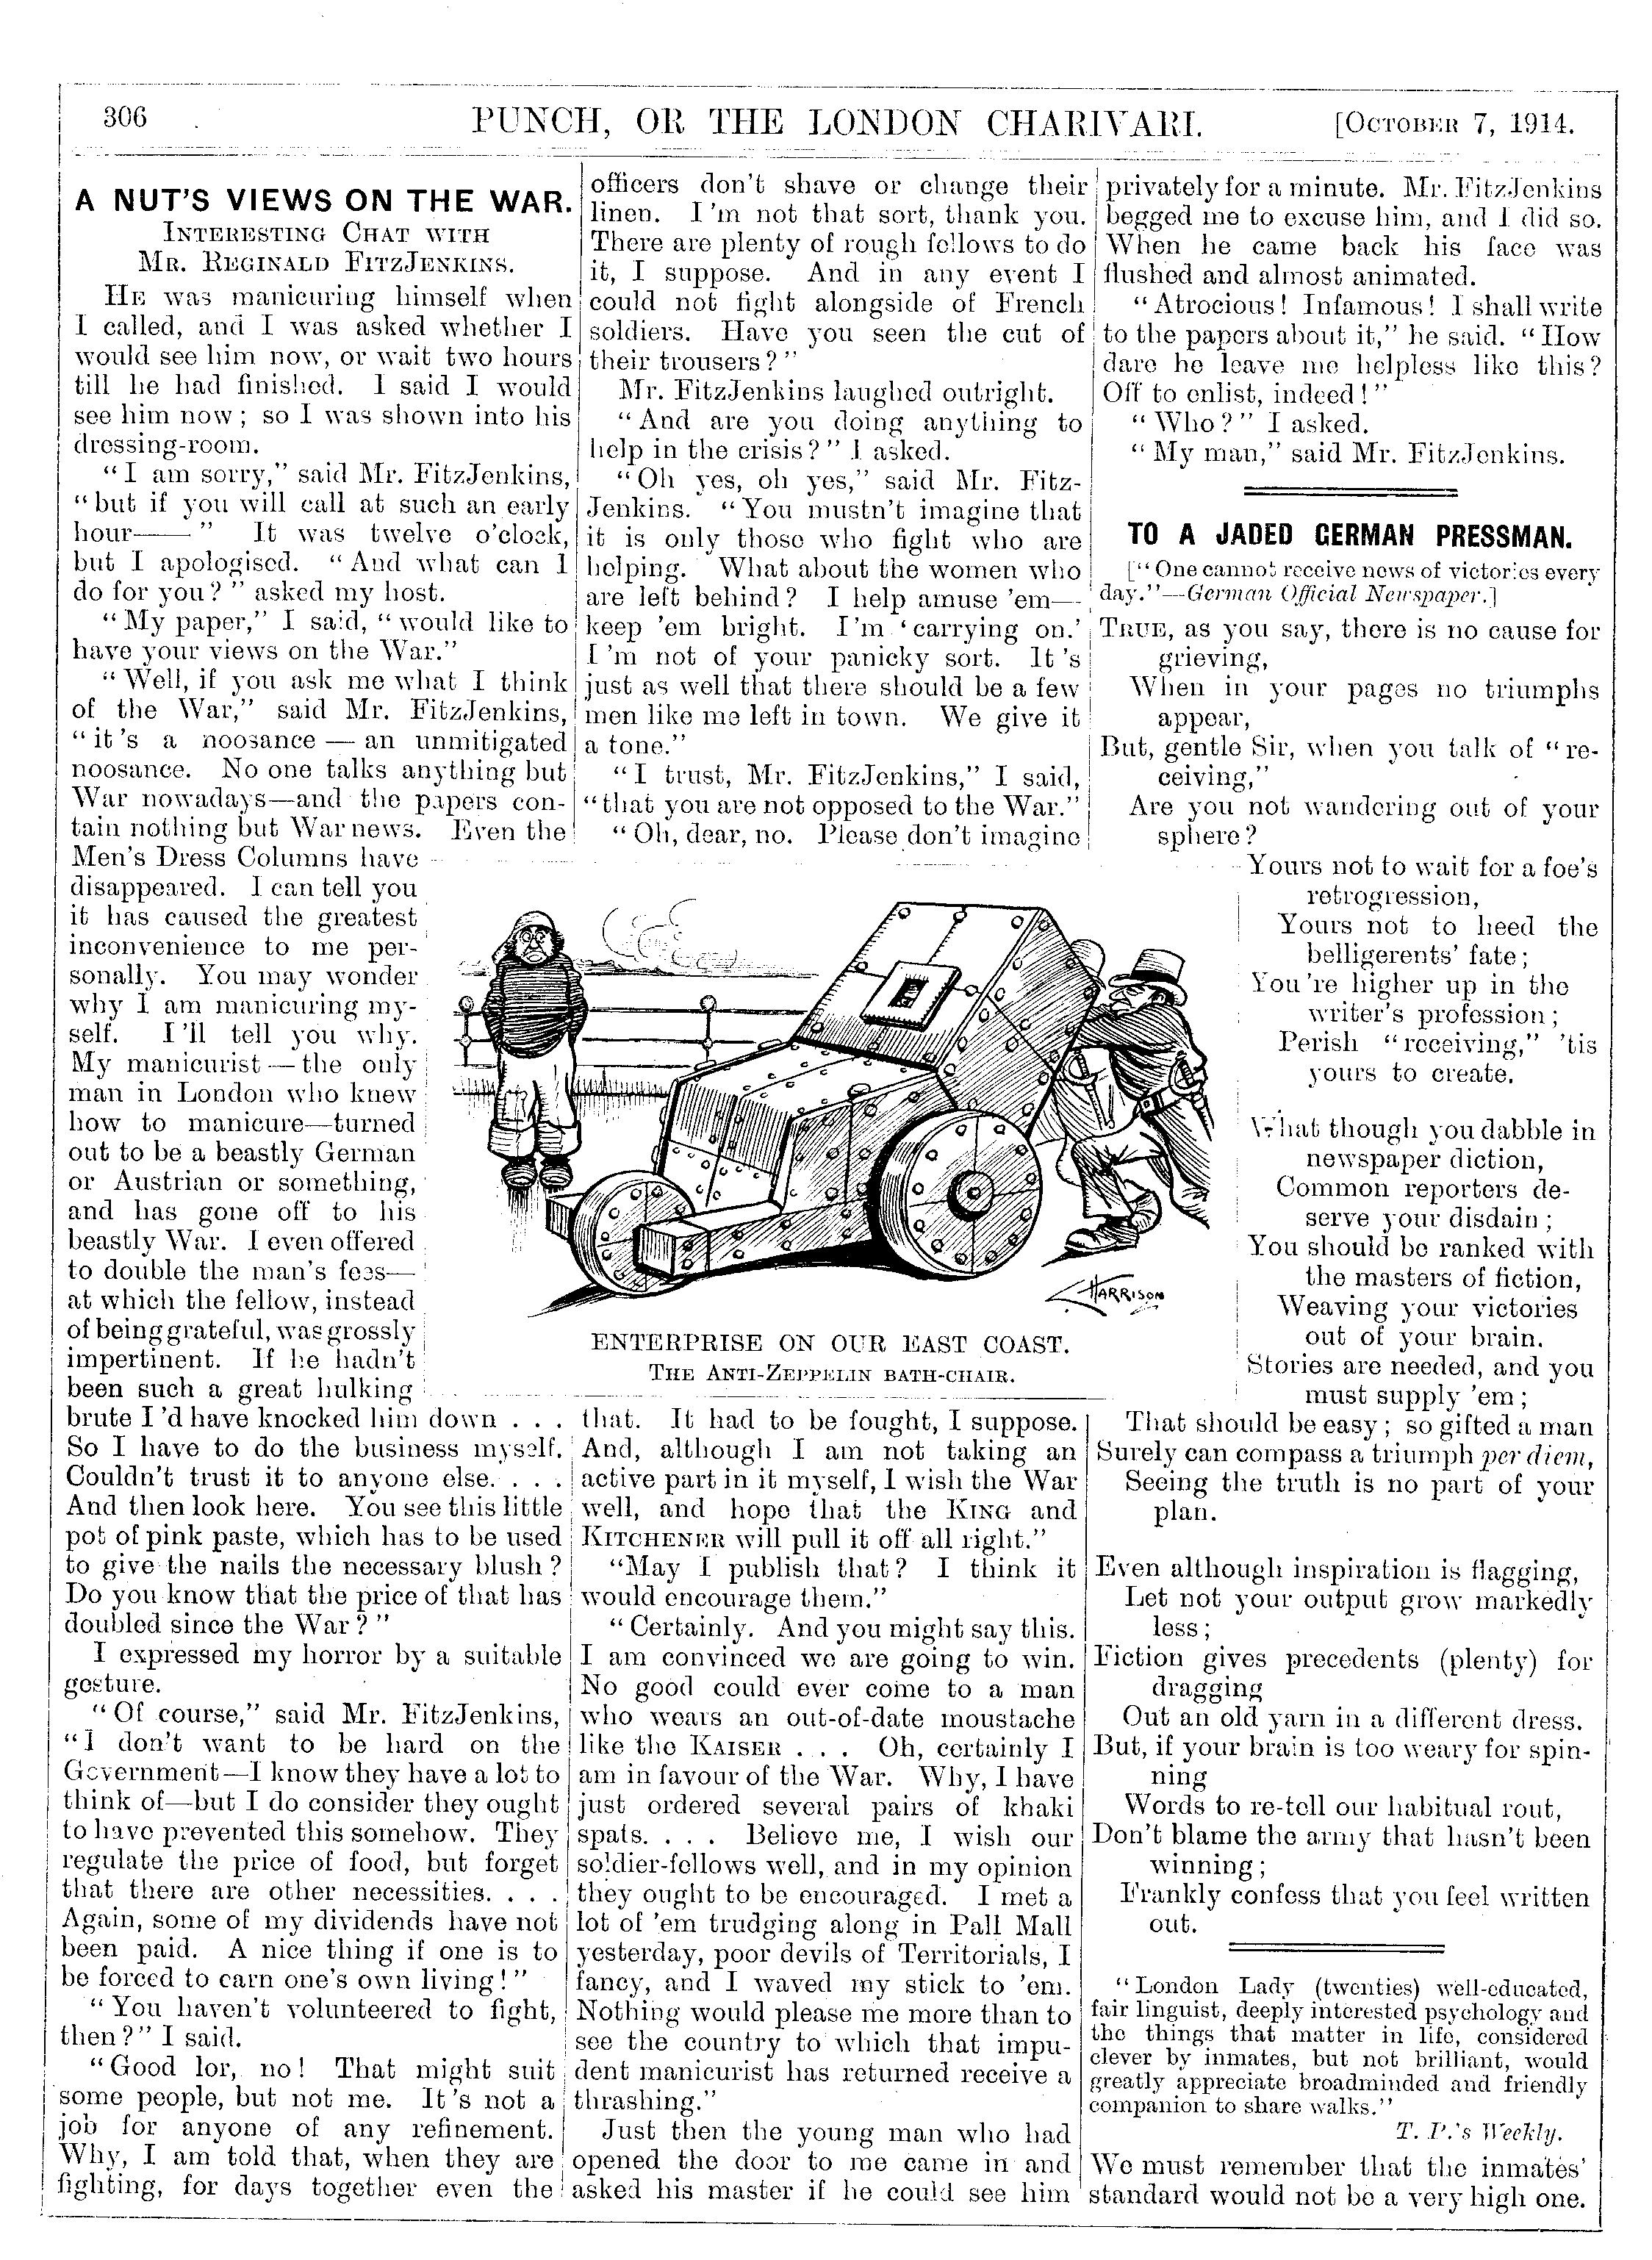 306
PUNCH, OR THE LONDON CHARIVARI.
[OCTOBER 7, 1914.
A NUT'S VIEWS ON THE WAR.
INTERESTING CHAT WITH
MR. REGINALD FITZJENKINS.
HE was manicuring himself when
I called, and I was asked whether I
would see him now, or wait two hours
till he had finished. I said I would
see him now; so I was shown into his
dressing-room.
"I am sorry," said Mr. FitzJenkins,
"but if you will call at such an early
hour—— " It was twelve o'clock,
but I apologised. "And what can I
do for you?" asked my host.
"My paper," I said, "would like to
have your views on the War."
"Well, if you ask me what I think
of the War," said Mr. FitzJenkins,
"it's a noosance — an unmitigated
noosance. No one talks anything but
War nowadays—and the papers con-
tain nothing but War news. Even the
Men's Dress Columns have
disappeared. I can tell you
it has caused the greatest
inconvenience to me per-
sonally. You may wonder
why I am manicuring my-
self. I'll tell you why.
My manicurist — the only
man in London who knew
how to manicure—turned
out to be a beastly German
or Austrian or something,
and has gone off to his
beastly War. I even offered
to double the man's fees—
at which the fellow, instead
of being grateful, was grossly
impertinent. If he hadn't
been such a great hulking
brute I'd have knocked him down . . .
So I have to do the business myself.
Couldn't trust it to anyone else. . . .
And then look here. You see this little
pot of pink paste, which has to be used
to give the nails the necessary blush?
Do you know that the price of that has
doubled since the War?"
I expressed my horror by a suitable
gesture.
"Of course," said Mr. FitzJenkins,
"I don't want to be hard on the
Government—I know they have a lot to
think of—but I do consider they ought
to have prevented this somehow. They
regulate the price of food, but forget
that there are other necessities. . . .
Again, some of my dividends have not
been paid. A nice thing if one is to
be forced to earn one's own living!"
"You haven't volunteered to fight,
then?" I said.
"Good lor, no! That might suit
some people, but not me. It's not a
job for anyone of any refinement.
Why, I am told that, when they are
fighting, for days together even the
officers don't shave or change their
linen. I'm not that sort, thank you.
There are plenty of rough fellows to do
it, I suppose. And in any event I
could not fight alongside of French
soldiers. Have you seen the cut of
their trousers?"
Mr. FitzJenkins laughed outright.
"And are you doing anything to
help in the crisis?" I asked.
"Oh yes, oh yes," said Mr. Fitz-
Jenkins. "You mustn't imagine that
it is only those who fight who are
helping. What about the women who
are left behind? I help amuse 'em—
keep 'em bright. I'm 'carrying on.'
I'm not of your panicky sort. It's
just as well that there should be a few
men like me left in town. We give it
a tone."
"I trust, Mr. FitzJenkins," I said,
"that you are not opposed to the War."
"Oh, dear, no. Please don't imagine
HARRISON
ENTERPRISE ON OUR EAST COAST.
THE ANTI-ZEPPELIN BATH-CHAIR.
that. It had to be fought, I suppose.
And, although I am not taking an
active part in it myself, I wish the War
well, and hope that the KING and
KITCHENER will pull it off all right."
"May I publish that? I think it
would encourage them."
"Certainly. And you might say this.
I am convinced we are going to win.
No good could ever come to a man
who wears an out-of-date moustache
like the KAISER . . . Oh, certainly I
am in favour of the War. Why, I have
just ordered several pairs of khaki
spats. . . . Believe me, I wish our
soldier-fellows well, and in my opinion
they ought to be encouraged. I met a
lot of 'em trudging along in Pall Mall
yesterday, poor devils of Territorials, I
fancy, and I waved my stick to 'em.
Nothing would please me more than to
see the country to which that impu-
dent manicurist has returned receive a
thrashing."
Just then the young man who had
opened the door to me came in and
asked his master if he could see him
privately for a minute. Mr. FitzJenkins
begged me to excuse him, and I did so.
When he came back his face was
flushed and almost animated.
"Atrocious! Infamous! I shall write
to the papers about it," he said. "How
dare he leave me helpless like this?
Off to enlist, indeed!"
"Who?" I asked.
"My man," said Mr. FitzJenkins.
TO A JADED GERMAN PRESSMAN.
["One cannot receive news of victories every
day."—German Official Newspaper.]
TRUE, as you say, there is no cause for
grieving,
When in your pages no triumphs
appear,
But, gentle Sir, when you talk of "re-
ceiving,"
Are you not wandering out of your
sphere?
Yours not to wait for a foe's
retrogression,
Yours not to heed the
belligerents' fate;
You're higher up in the
writer's profession;
Perish "receiving," 'tis
yours to create.
What though you dabble in
newspaper diction,
Common reporters de-
serve your disdain;
You should be ranked with
the masters of fiction,
Weaving your victories
out of your brain.
Stories are needed, and you
must supply 'em;
That should be easy; so gifted a man
Surely can compass a triumph per diem,
Seeing the truth is no part of your
plan.
Even although inspiration is flagging,
Let not your output grow markedly
less;
Fiction gives precedents (plenty) for
dragging
Out an old yarn in a different dress.
But, if your brain is too weary for spin-
ning
Words to re-tell our habitual rout,
Don't blame the army that hasn't been
winning;
Frankly confess that you feel written
out.
"London Lady (twenties) well-educated,
fair linguist, deeply interested psychology and
the things that matter in life, considered
clever by inmates, but not brilliant, would
greatly appreciate broadminded and friendly
companion to share walks."
T. P.'s Weekly.
We must remember that the inmates'
standard would not be a very high one.